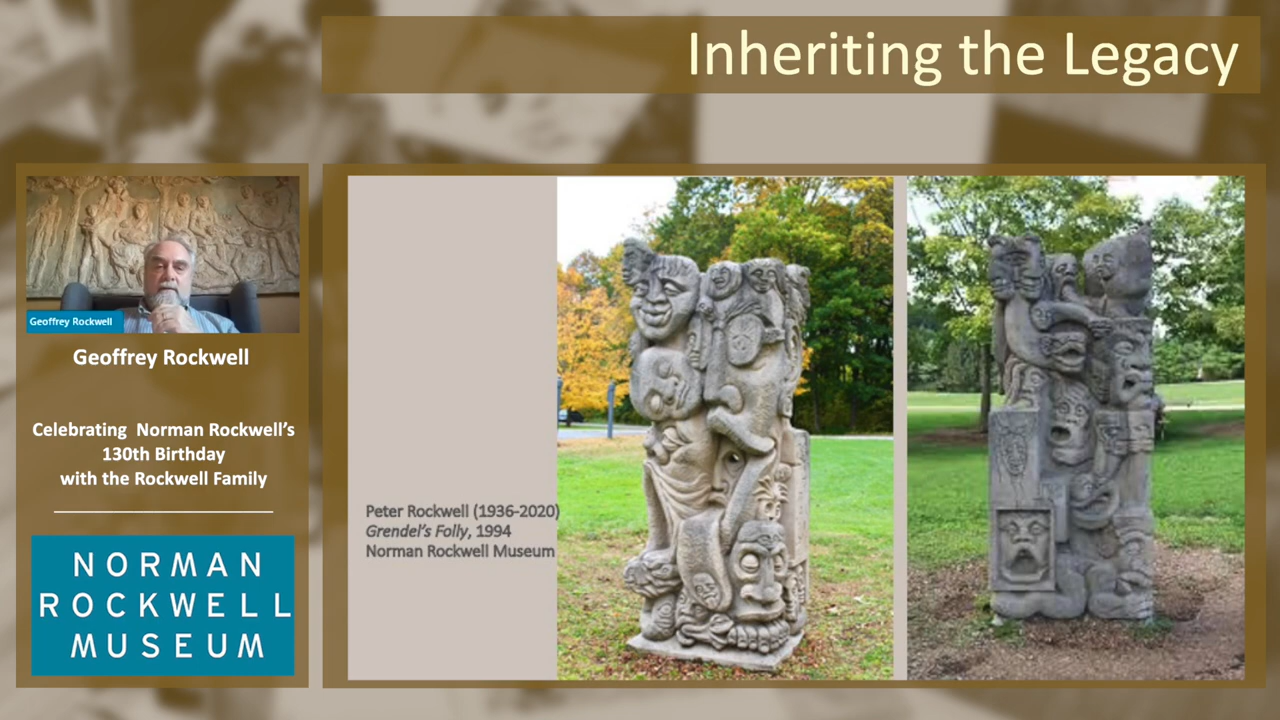 Inheriting the Legacy
Geoffrey Rockwell
Geoffrey Rockwell
Celebrating Norman Rockwell's
130th Birthday
with the Rockwell Family
NORMAN
ROCKWELL
MUSEUM
Peter Rockwell (1936-2020)
Grendel's Folly, 1994
Norman Rockwell Museum